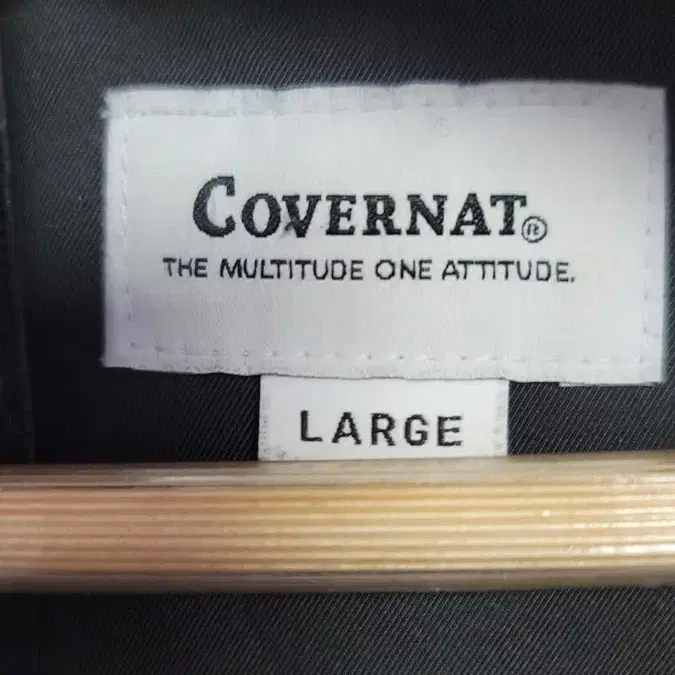 COVERNAT®
THE MULTITUDE ONE ATTITUDE.
LARGE